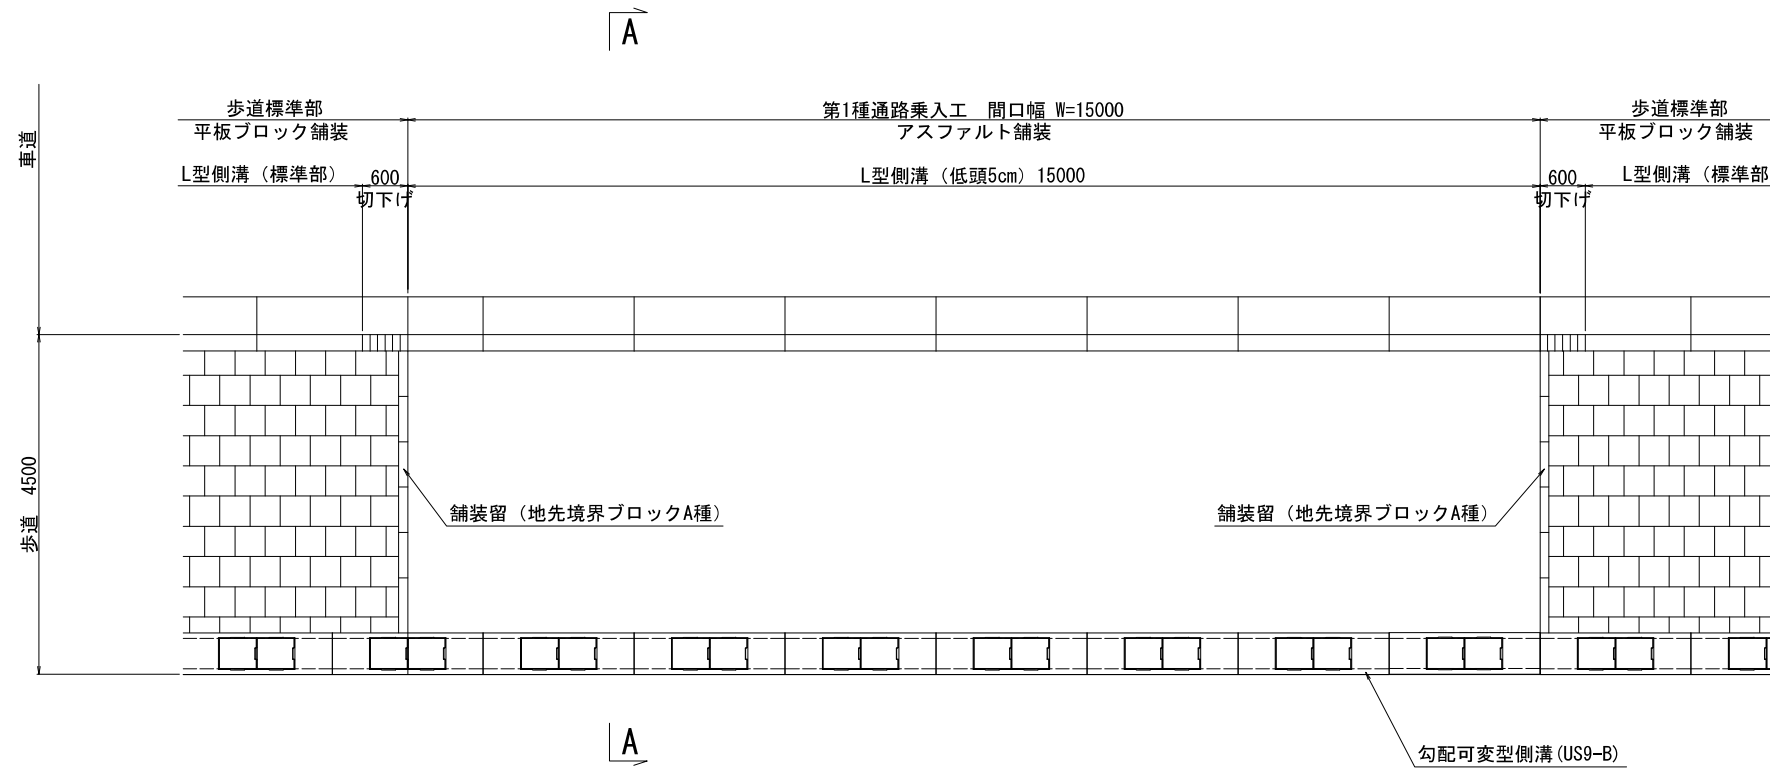 A
歩道標準部
第1種通路乗入工　間口幅 W=15000
歩道標準部
平板ブロック舗装
アスファルト舗装
平板ブロック舗装
車道
L型側溝（標準部）
600
切下げ
L型側溝（低頭5cm）15000
600
切下げ
L型側溝（標準部
歩道　4500
舗装留（地先境界ブロックA種）
舗装留（地先境界ブロックA種）
A
勾配可変型側溝(US9-B)